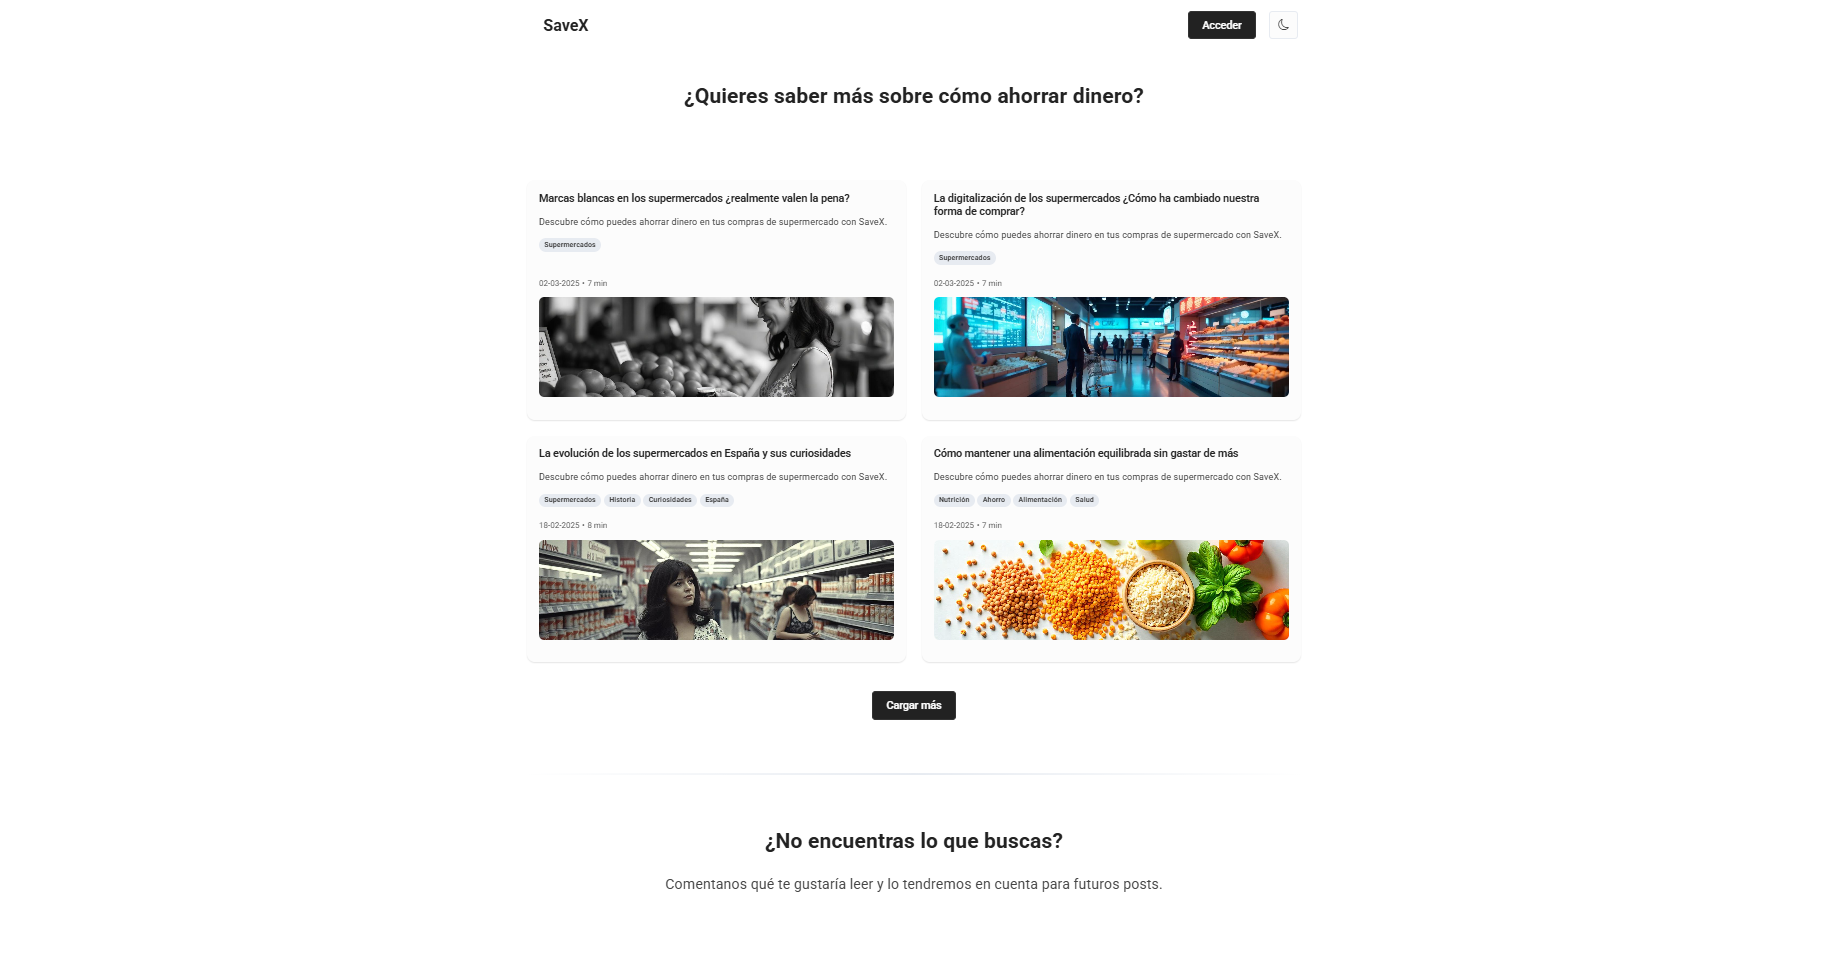 SaveX
Acceder
¿Quieres saber más sobre cómo ahorrar dinero?
Marcas blancas en los supermercados ¿realmente valen la pena?
Descubre cómo puedes ahorrar dinero en tus compras de supermercado con SaveX.
Supermercados
02-03-2025 • 7 min
La digitalización de los supermercados ¿Cómo ha cambiado nuestra
forma de comprar?
Descubre cómo puedes ahorrar dinero en tus compras de supermercado con SaveX.
Supermercados
02-03-2025 • 7 min
La evolución de los supermercados en España y sus curiosidades
Descubre cómo puedes ahorrar dinero en tus compras de supermercado con SaveX.
Supermercados Historia Curiosidades España
18-02-2025 • 8 min
Cómo mantener una alimentación equilibrada sin gastar de más
Descubre cómo puedes ahorrar dinero en tus compras de supermercado con SaveX.
Nutrición Ahorro Alimentación Salud
18-02-2025 • 7 min
Cargar más
¿No encuentras lo que buscas?
Comentanos qué te gustaría leer y lo tendremos en cuenta para futuros posts.